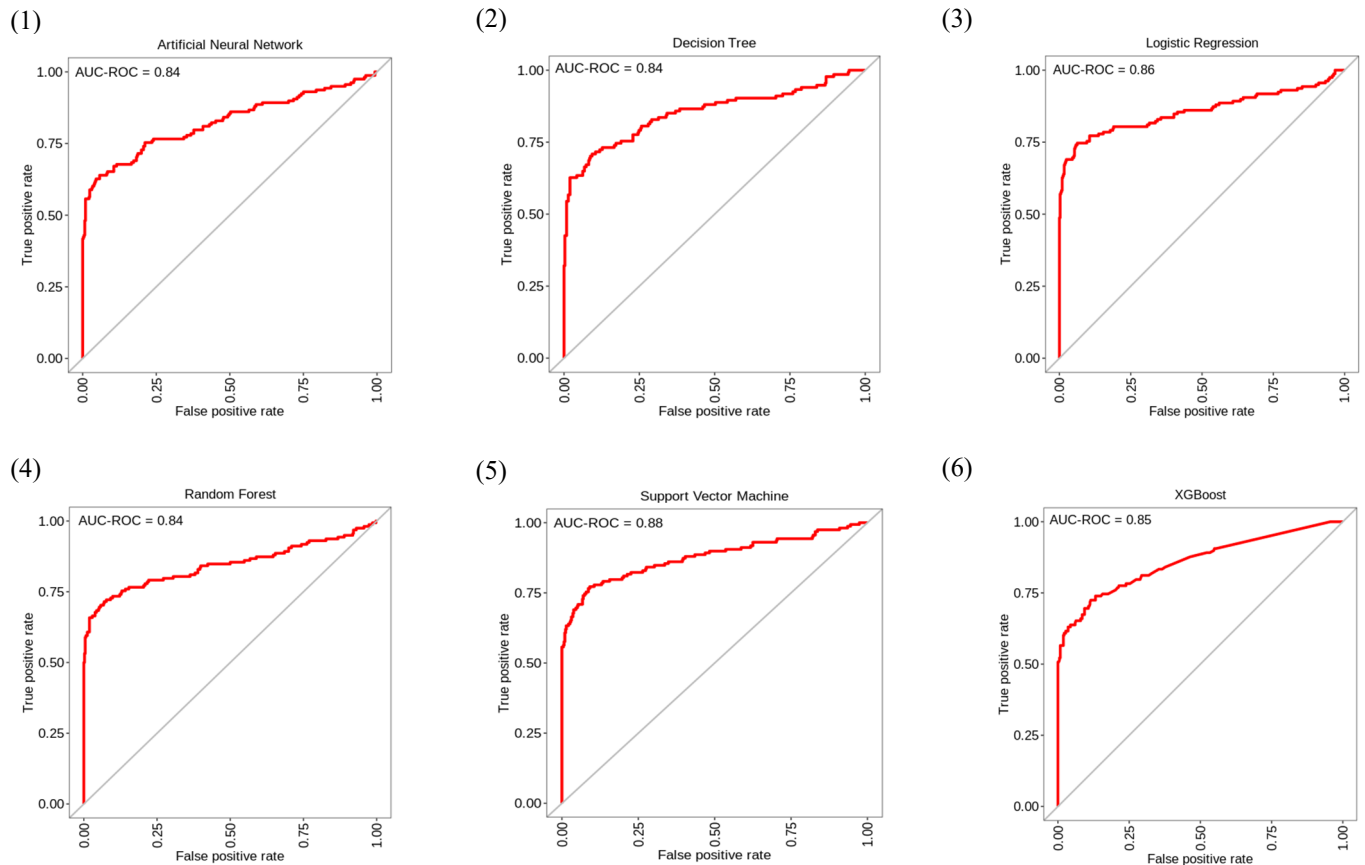 (1)
Artificial Neural Network
AUC-ROC = 0.84
1.00
0.75
0.50
0.25
0.00
True positive rate
0.00 0.25 0.50 0.75 1.00
False positive rate
(2)
Decision Tree
AUC-ROC = 0.84
1.00
0.75
0.50
0.25
0.00
True positive rate
0.00 0.25 0.50 0.75 1.00
False positive rate
(3)
Logistic Regression
AUC-ROC = 0.86
1.00
0.75
0.50
0.25
0.00
True positive rate
0.00 0.25 0.50 0.75 1.00
False positive rate
(4)
Random Forest
AUC-ROC = 0.84
1.00
0.75
0.50
0.25
0.00
True positive rate
0.00 0.25 0.50 0.75 1.00
False positive rate
(5)
Support Vector Machine
AUC-ROC = 0.88
1.00
0.75
0.50
0.25
0.00
True positive rate
0.00 0.25 0.50 0.75 1.00
False positive rate
(6)
XGBoost
AUC-ROC = 0.85
1.00
0.75
0.50
0.25
0.00
True positive rate
0.00 0.25 0.50 0.75 1.00
False positive rate